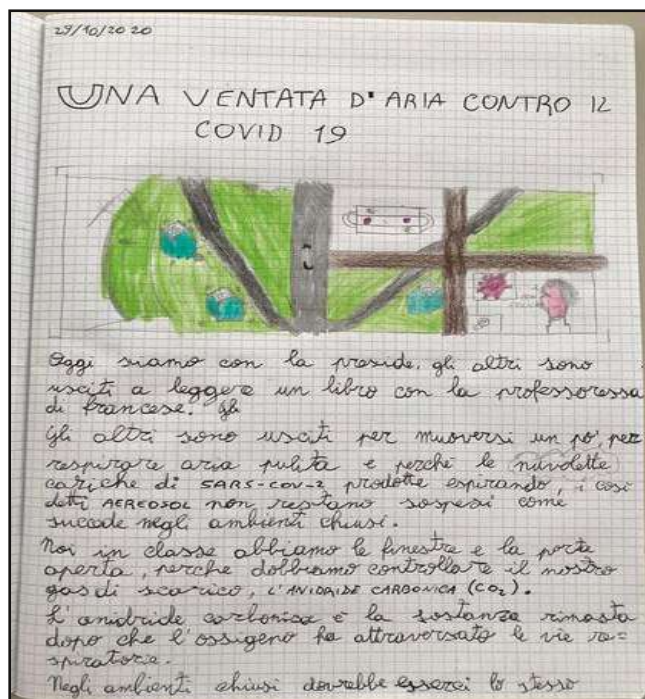 29/10/2020
UNA VENTATA D'ARIA CONTRO IL
COVID 19
Oggi siamo con la preside, gli altri sono
usciti a leggere un libro con la professoressa
di francese. Gli
Gli altri sono usciti per muoversi un po', per
respirare aria pulita e perché le nuvolette
cariche di SARS-COV-2 prodotte espirando, i così
detti AEREOSOL non restano sospesi come
succede negli ambienti chiusi.
Noi in classe abbiamo le finestre e la porta
aperta, perché dobbiamo controllare il nostro
gas di scarico, L'ANIDRIDE CARBONICA (CO₂).
L'anidride carbonica è la sostanza rimasta
dopo che l'ossigeno ha attraversato le vie re=
spiratorie.
Negli ambienti chiusi dovrebbe esserci lo stesso